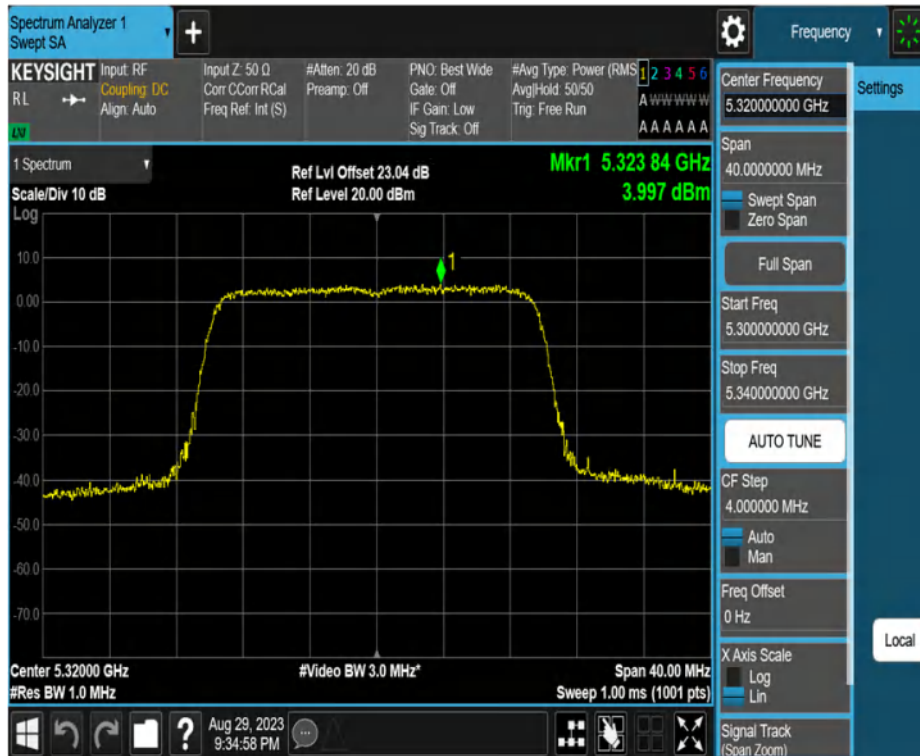 Spectrum Analyzer 1
Swept SA
+
Frequency
KEYSIGHT
RL
LNI
Input: RF
Coupling: DC
Align: Auto
Input Z: 50 Ω
Corr CCorr RCal
Freq Ref: Int (S)
#Atten: 20 dB
Preamp: Off
PNO: Best Wide
Gate: Off
IF Gain: Low
Sig Track: Off
#Avg Type: Power (RMS
Avg|Hold: 50/50
Trig: Free Run
1 2 3 4 5 6
A W W W W W
A A A A A A
1 Spectrum
Scale/Div 10 dB
Log
Ref Lvl Offset 23.04 dB
Ref Level 20.00 dBm
Mkr1 5.323 84 GHz
3.997 dBm
1
10.0
0.00
-10.0
-20.0
-30.0
-40.0
-50.0
-60.0
-70.0
Center 5.32000 GHz
#Video BW 3.0 MHz*
Span 40.00 MHz
#Res BW 1.0 MHz
Sweep 1.00 ms (1001 pts)
Center Frequency
5.320000000 GHz
Settings
Span
40.0000000 MHz
Swept Span
Zero Span
Full Span
Start Freq
5.300000000 GHz
Stop Freq
5.340000000 GHz
AUTO TUNE
CF Step
4.000000 MHz
Auto
Man
Freq Offset
0 Hz
X Axis Scale
Log
Lin
Local
Signal Track
(Span Zoom)
?
Aug 29, 2023
9:34:58 PM